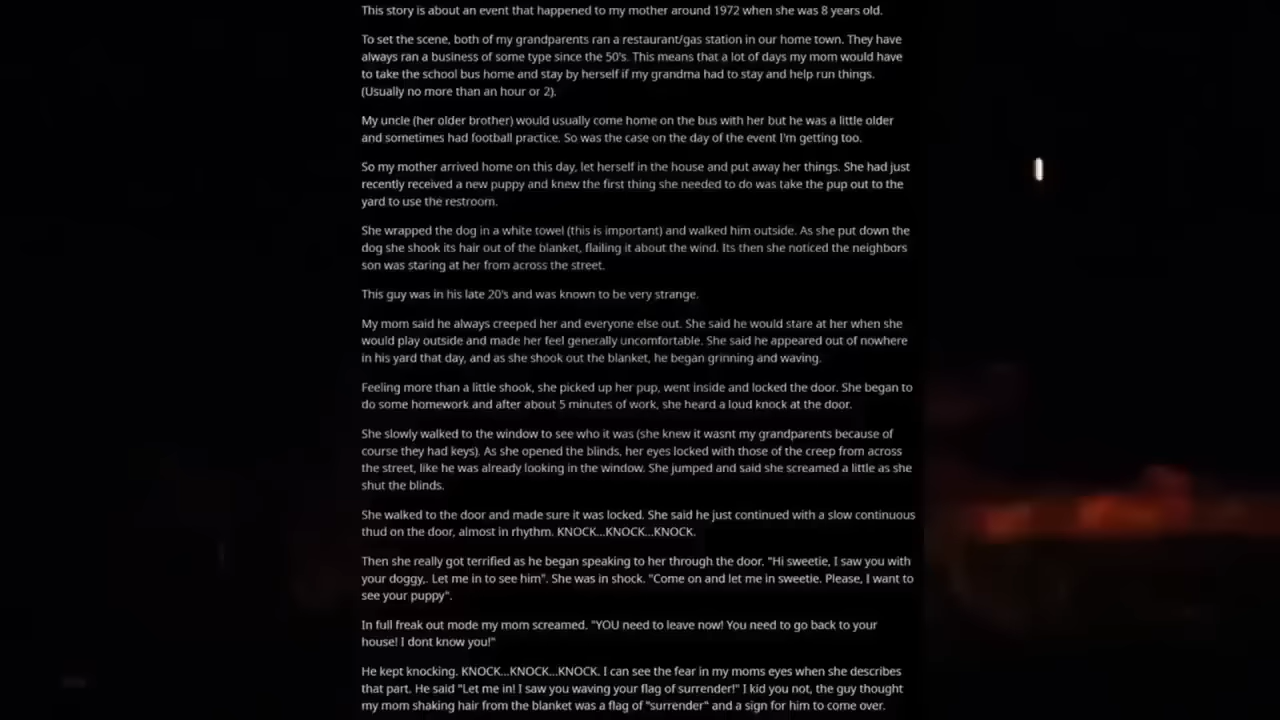 This story is about an event that happened to my mother around 1972 when she was 8 years old.
To set the scene, both of my grandparents ran a restaurant/gas station in our home town. They have
always ran a business of some type since the 50's. This means that a lot of days my mom would have
to take the school bus home and stay by herself if my grandma had to stay and help run things.
(Usually no more than an hour or 2).
My uncle (her older brother) would usually come home on the bus with her but he was a little older
and sometimes had football practice. So was the case on the day of the event I'm getting too.
So my mother arrived home on this day, let herself in the house and put away her things. She had just
recently received a new puppy and knew the first thing she needed to do was take the pup out to the
yard to use the restroom.
She wrapped the dog in a white towel (this is important) and walked him outside. As she put down the
dog she shook its hair out of the blanket, flailing it about the wind. Its then she noticed the neighbors
son was staring at her from across the street.
This guy was in his late 20's and was known to be very strange.
My mom said he always creeped her and everyone else out. She said he would stare at her when she
would play outside and made her feel generally uncomfortable. She said he appeared out of nowhere
in his yard that day, and as she shook out the blanket, he began grinning and waving.
Feeling more than a little shook, she picked up her pup, went inside and locked the door. She began to
do some homework and after about 5 minutes of work, she heard a loud knock at the door.
She slowly walked to the window to see who it was (she knew it wasnt my grandparents because of
course they had keys). As she opened the blinds, her eyes locked with those of the creep from across
the street, like he was already looking in the window. She jumped and said she screamed a little as she
shut the blinds.
She walked to the door and made sure it was locked. She said he just continued with a slow continuous
thud on the door, almost in rhythm. KNOCK...KNOCK...KNOCK.
Then she really got terrified as he began speaking to her through the door. "Hi sweetie, I saw you with
your doggy,. Let me in to see him". She was in shock. "Come on and let me in sweetie. Please, I want to
see your puppy".
In full freak out mode my mom screamed. "YOU need to leave now! You need to go back to your
house! I dont know you!"
He kept knocking. KNOCK...KNOCK...KNOCK. I can see the fear in my moms eyes when she describes
that part. He said "Let me in! I saw you waving your flag of surrender!" I kid you not, the guy thought
my mom shaking hair from the blanket was a flag of "surrender" and a sign for him to come over.